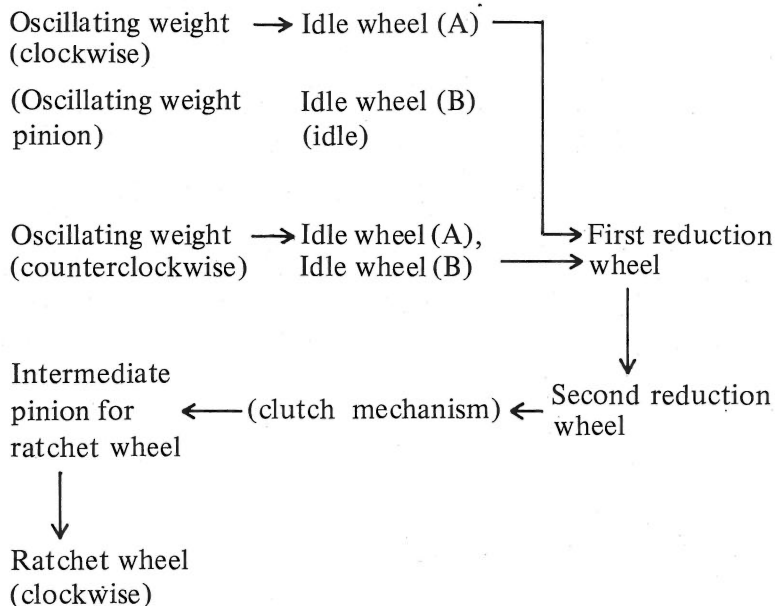 Oscillating weight → Idle wheel (A)
(clockwise)
(Oscillating weight Idle wheel (B)
pinion) (idle)
Oscillating weight → Idle wheel (A), → First reduction
(counterclockwise) Idle wheel (B) → wheel
Intermediate
pinion for ← (clutch mechanism) ← Second reduction
ratchet wheel wheel
Ratchet wheel
(clockwise)